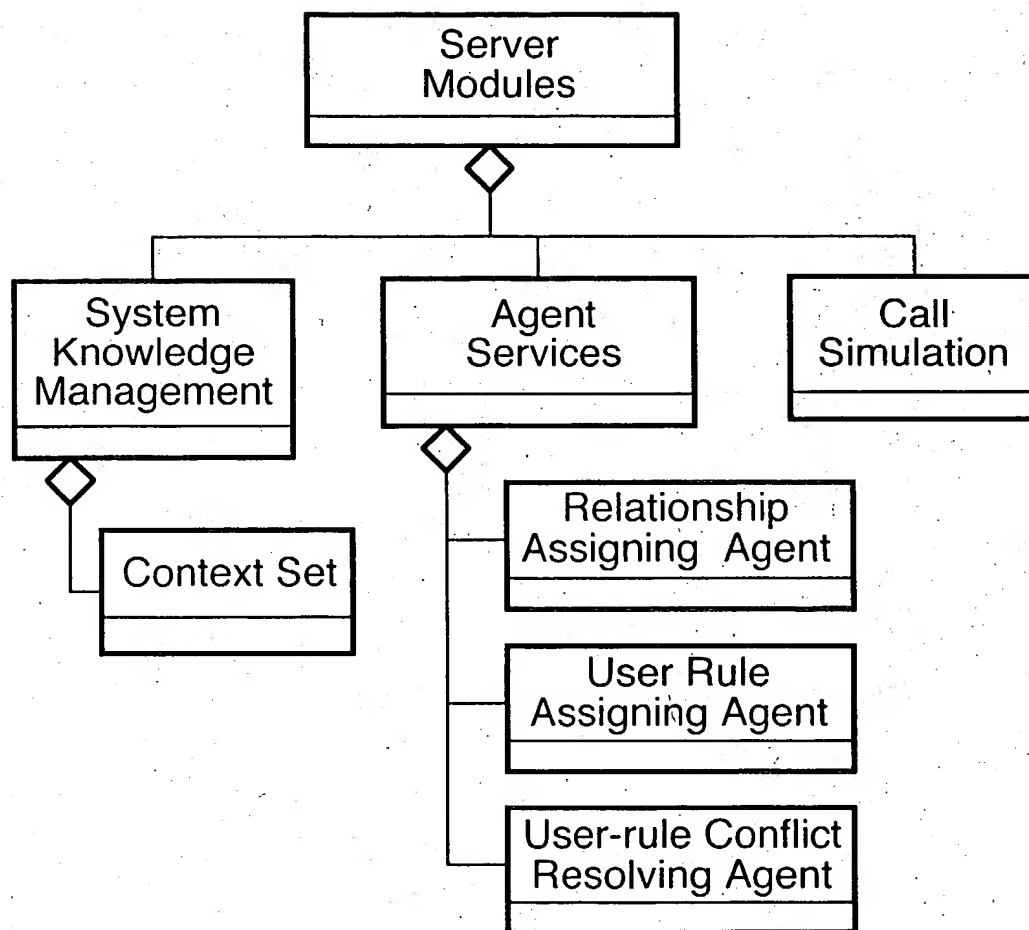 Server
Modules
System
Knowledge
Management
Agent
Services
Call
Simulation
Context Set
Relationship
Assigning Agent
User Rule
Assigning Agent
User-rule Conflict
Resolving Agent